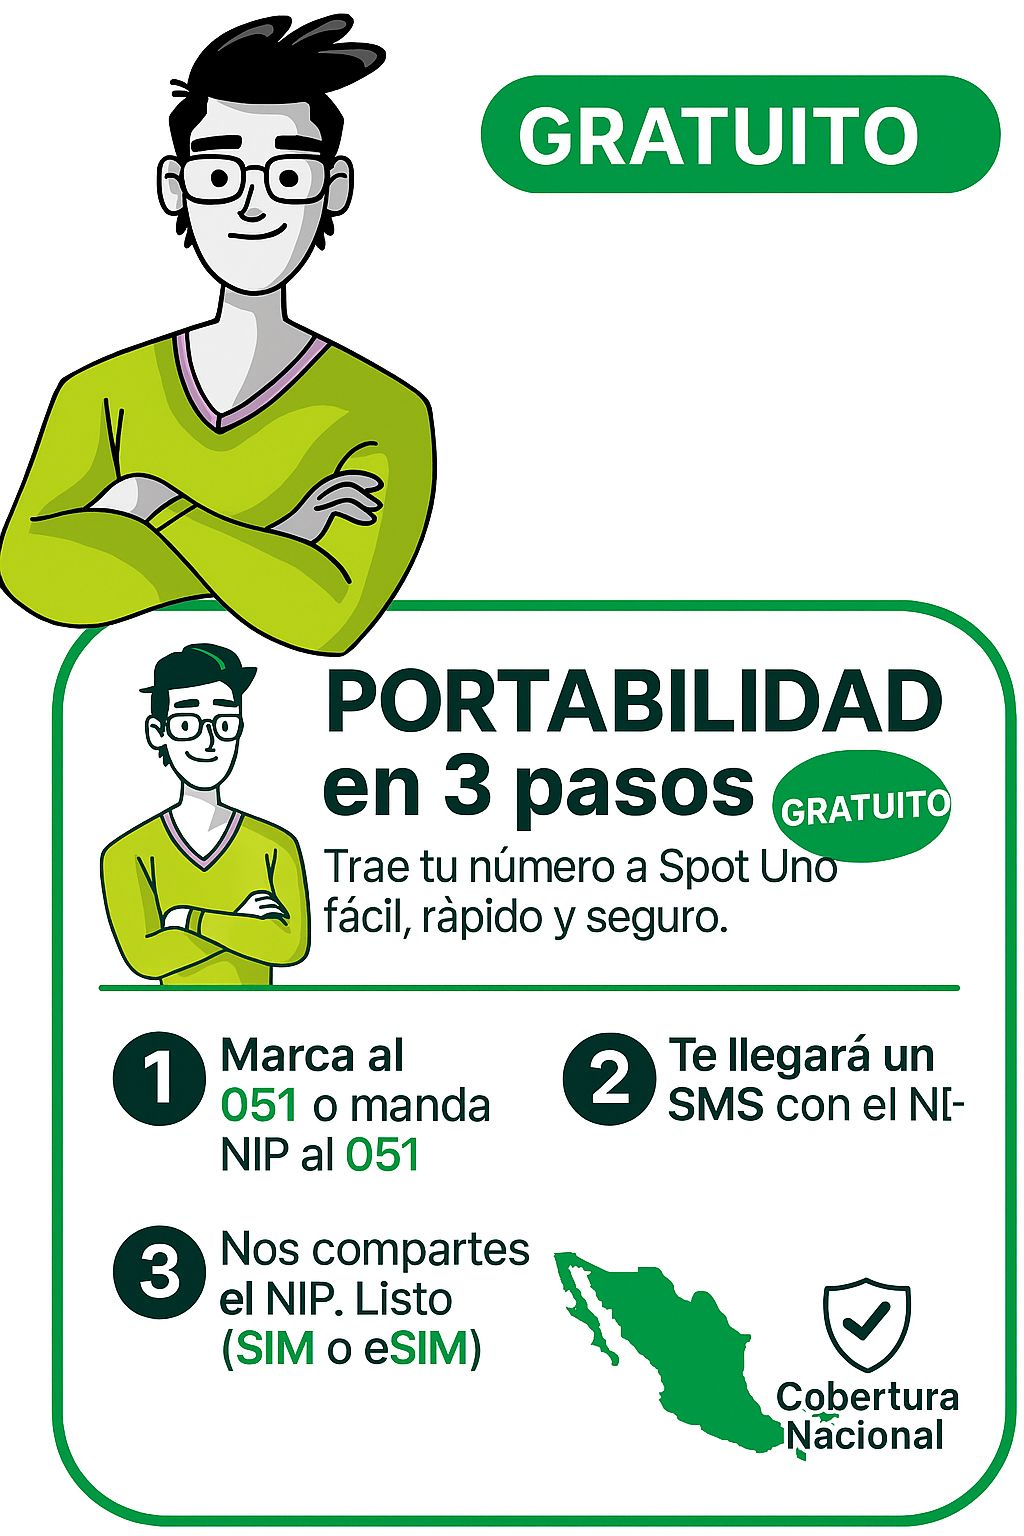 GRATUITO
PORTABILIDAD
en 3 pasos
GRATUITO
Trae tu número a Spot Uno
fácil, ràpido y seguro.
1
Marca al
051 o manda
NIP al 051
2
Te llegará un
SMS con el N[-
3
Nos compartes
el NIP. Listo
(SIM o eSIM)
Cobertura
Nacional